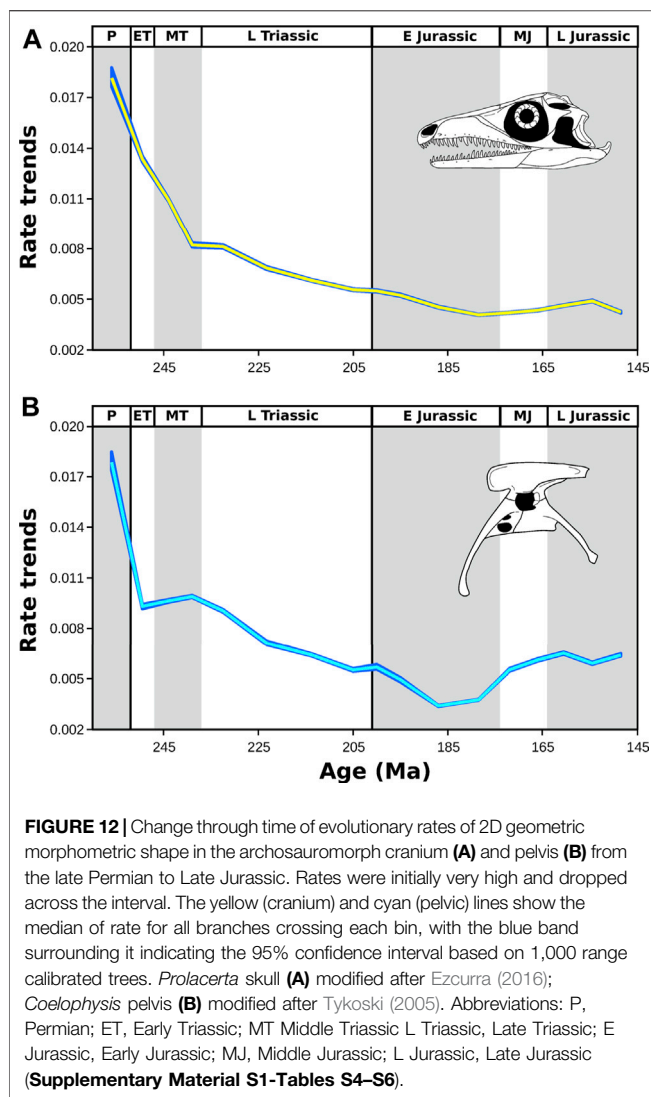 A
P ET MT L Triassic E Jurassic MJ L Jurassic
0.020
0.017
0.014
0.011
0.008
0.005
0.002
Rate trends
245 225 205 185 165 145
B
P ET MT L Triassic E Jurassic MJ L Jurassic
0.020
0.017
0.014
0.011
0.008
0.005
0.002
Rate trends
245 225 205 185 165 145
Age (Ma)
FIGURE 12 | Change through time of evolutionary rates of 2D geometric
morphometric shape in the archosauromorph cranium (A) and pelvis (B) from
the late Permian to Late Jurassic. Rates were initially very high and dropped
across the interval. The yellow (cranium) and cyan (pelvic) lines show the
median of rate for all branches crossing each bin, with the blue band
surrounding it indicating the 95% confidence interval based on 1,000 range
calibrated trees. Prolacerta skull (A) modified after Ezcurra (2016);
Coelophysis pelvis (B) modified after Tykoski (2005). Abbreviations: P,
Permian; ET, Early Triassic; MT Middle Triassic L Triassic, Late Triassic; E
Jurassic, Early Jurassic; MJ, Middle Jurassic; L Jurassic, Late Jurassic
(Supplementary Material S1-Tables S4–S6).